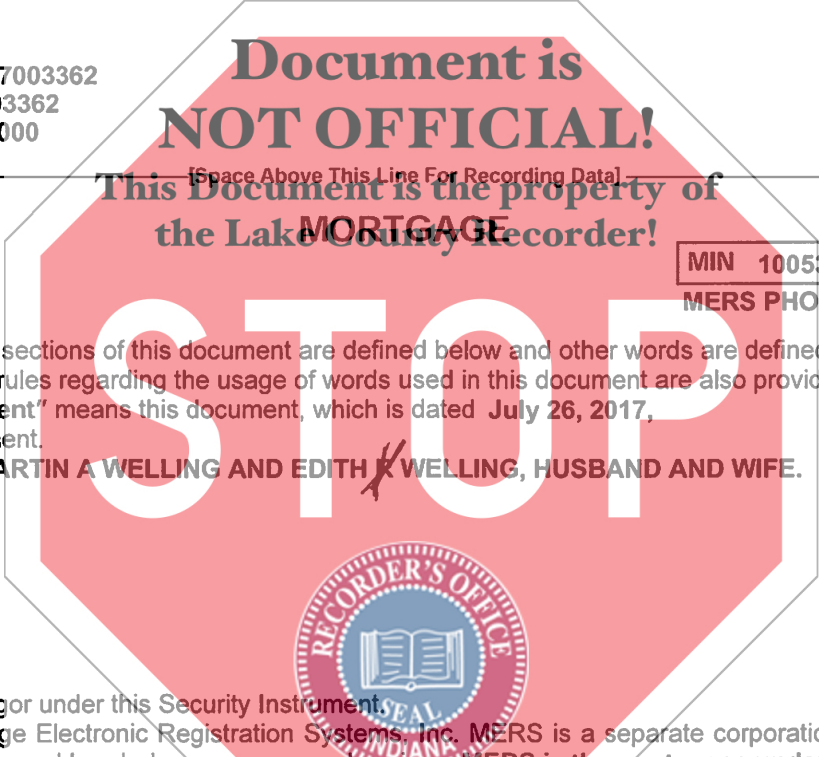 Document is
7003362
3362
NOT OFFICIAL!
000
[Space Above This Line For Recording Data]
This Document is the property of
MORTGAGE
the Lake County Recorder!
MIN 10053
MERS PHO
STOP
sections of this document are defined below and other words are defined
rules regarding the usage of words used in this document are also provid
ent" means this document, which is dated July 26, 2017,
ent.
ARTIN A WELLING AND EDITH WELLING, HUSBAND AND WIFE.
RECORDER'S OFFICE
SEAL
INDIANA
gor under this Security Instrument.
ge Electronic Registration Systems, Inc. MERS is a separate corporatio